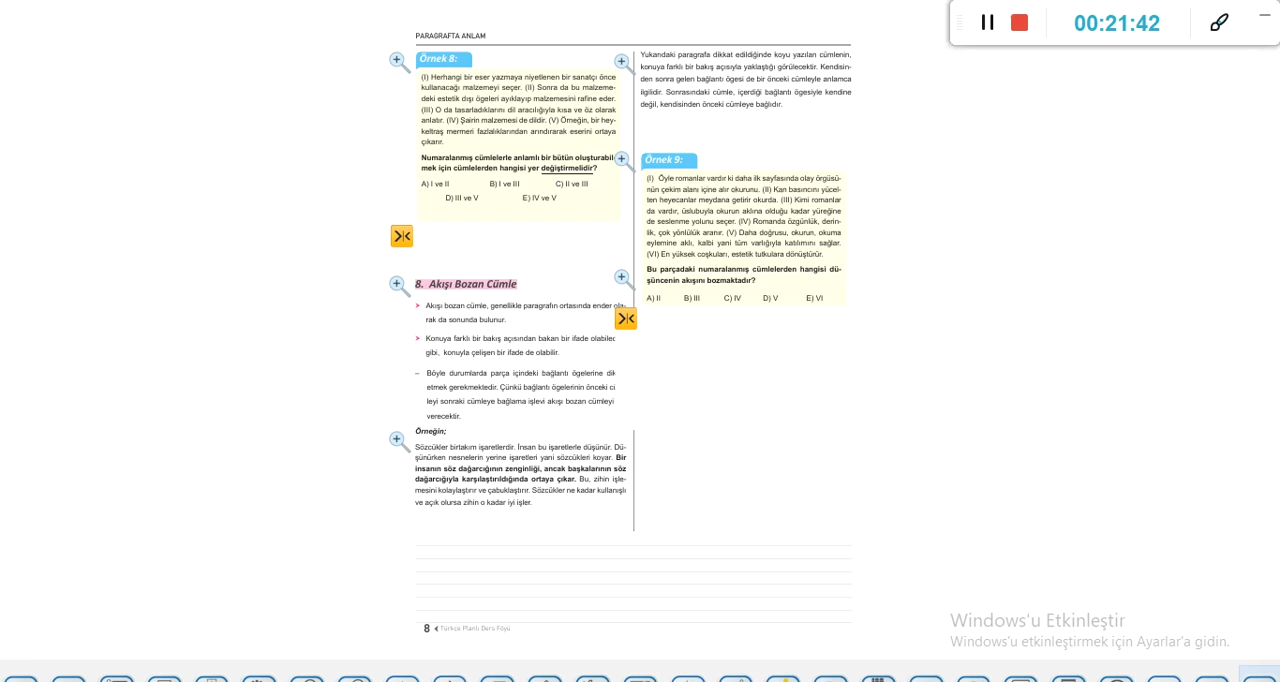 00:21:42
PARAGRAFTA ANLAM
Örnek 8:
(I) Herhangi bir eser yazmaya niyetlenen bir sanatçı önce
kullanacağı malzemeyi seçer. (II) Sonra da bu malzeme-
deki estetik dışı ögeleri ayıklayıp malzemesini rafine eder.
(III) O da tasarladıklarını dil aracılığıyla kısa ve öz olarak
anlatır. (IV) Şairin malzemesi de dildir. (V) Örneğin, bir hey-
keltraş mermeri fazlalıklarından arındırarak eserini ortaya
çıkarır.
Numaralanmış cümlelerle anlamlı bir bütün oluşturabil-
mek için cümlelerden hangisi yer değiştirmelidir?
A) I ve II B) I ve III C) II ve III
D) III ve V E) IV ve V
8. Akışı Bozan Cümle
➤ Akışı bozan cümle, genellikle paragrafın ortasında ender ola-
rak da sonunda bulunur.
➤ Konuya farklı bir bakış açısından bakan bir ifade olabilec
gibi, konuyla çelişen bir ifade de olabilir.
– Böyle durumlarda parça içindeki bağlantı ögelerine dik
etmek gerekmektedir. Çünkü bağlantı ögelerinin önceki cü
leyi sonraki cümleye bağlama işlevi akışı bozan cümleyi
verecektir.
Örneğin;
Sözcükler birtakım işaretlerdir. İnsan bu işaretlerle düşünür. Dü-
şünürken nesnelerin yerine işaretleri yani sözcükleri koyar. Bir
insanın söz dağarcığının zenginliği, ancak başkalarının söz
dağarcığıyla karşılaştırıldığında ortaya çıkar. Bu, zihin işle-
mesini kolaylaştırır ve çabuklaştırır. Sözcükler ne kadar kullanışlı
ve açık olursa zihin o kadar iyi işler.
Yukarıdaki paragrafa dikkat edildiğinde koyu yazılan cümlenin,
konuya farklı bir bakış açısıyla yaklaştığı görülecektir. Kendisin-
den sonra gelen bağlantı ögesi de bir önceki cümleyle anlamca
ilgilidir. Sonrasındaki cümle, içerdiği bağlantı ögesiyle kendine
değil, kendisinden önceki cümleye bağlıdır.
Örnek 9:
(I) Öyle romanlar vardır ki daha ilk sayfasında olay örgüsü-
nün çekim alanı içine alır okurunu. (II) Kan basıncını yücel-
ten heyecanlar meydana getirir okurda. (III) Kimi romanlar
da vardır, üslubuyla okurun aklına olduğu kadar yüreğine
de seslenme yolunu seçer. (IV) Romanda özgünlük, derin-
lik, çok yönlülük aranır. (V) Daha doğrusu, okurun, okuma
eylemine aklı, kalbi yani tüm varlığıyla katılımını sağlar.
(VI) En yüksek coşkuları, estetik tutkulara dönüştürür.
Bu parçadaki numaralanmış cümlelerden hangisi dü-
şüncenin akışını bozmaktadır?
A) II B) III C) IV D) V E) VI
8 Türkçe Planlı Ders Föyü
Windows'u Etkinleştir
Windows'u etkinleştirmek için Ayarlar'a gidin.